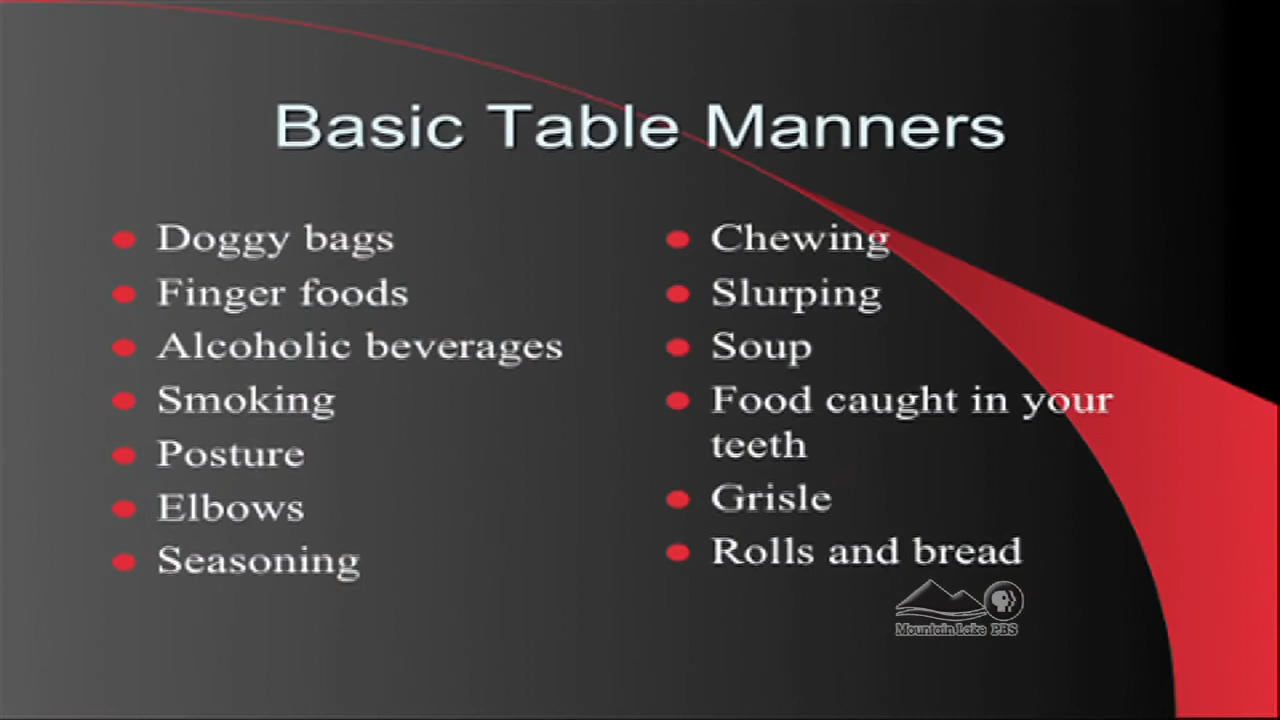 Basic Table Manners
Doggy bags
Finger foods
Alcoholic beverages
Smoking
Posture
Elbows
Seasoning
Chewing
Slurping
Soup
Food caught in your
teeth
Grisle
Rolls and bread
Mountain Lake PBS